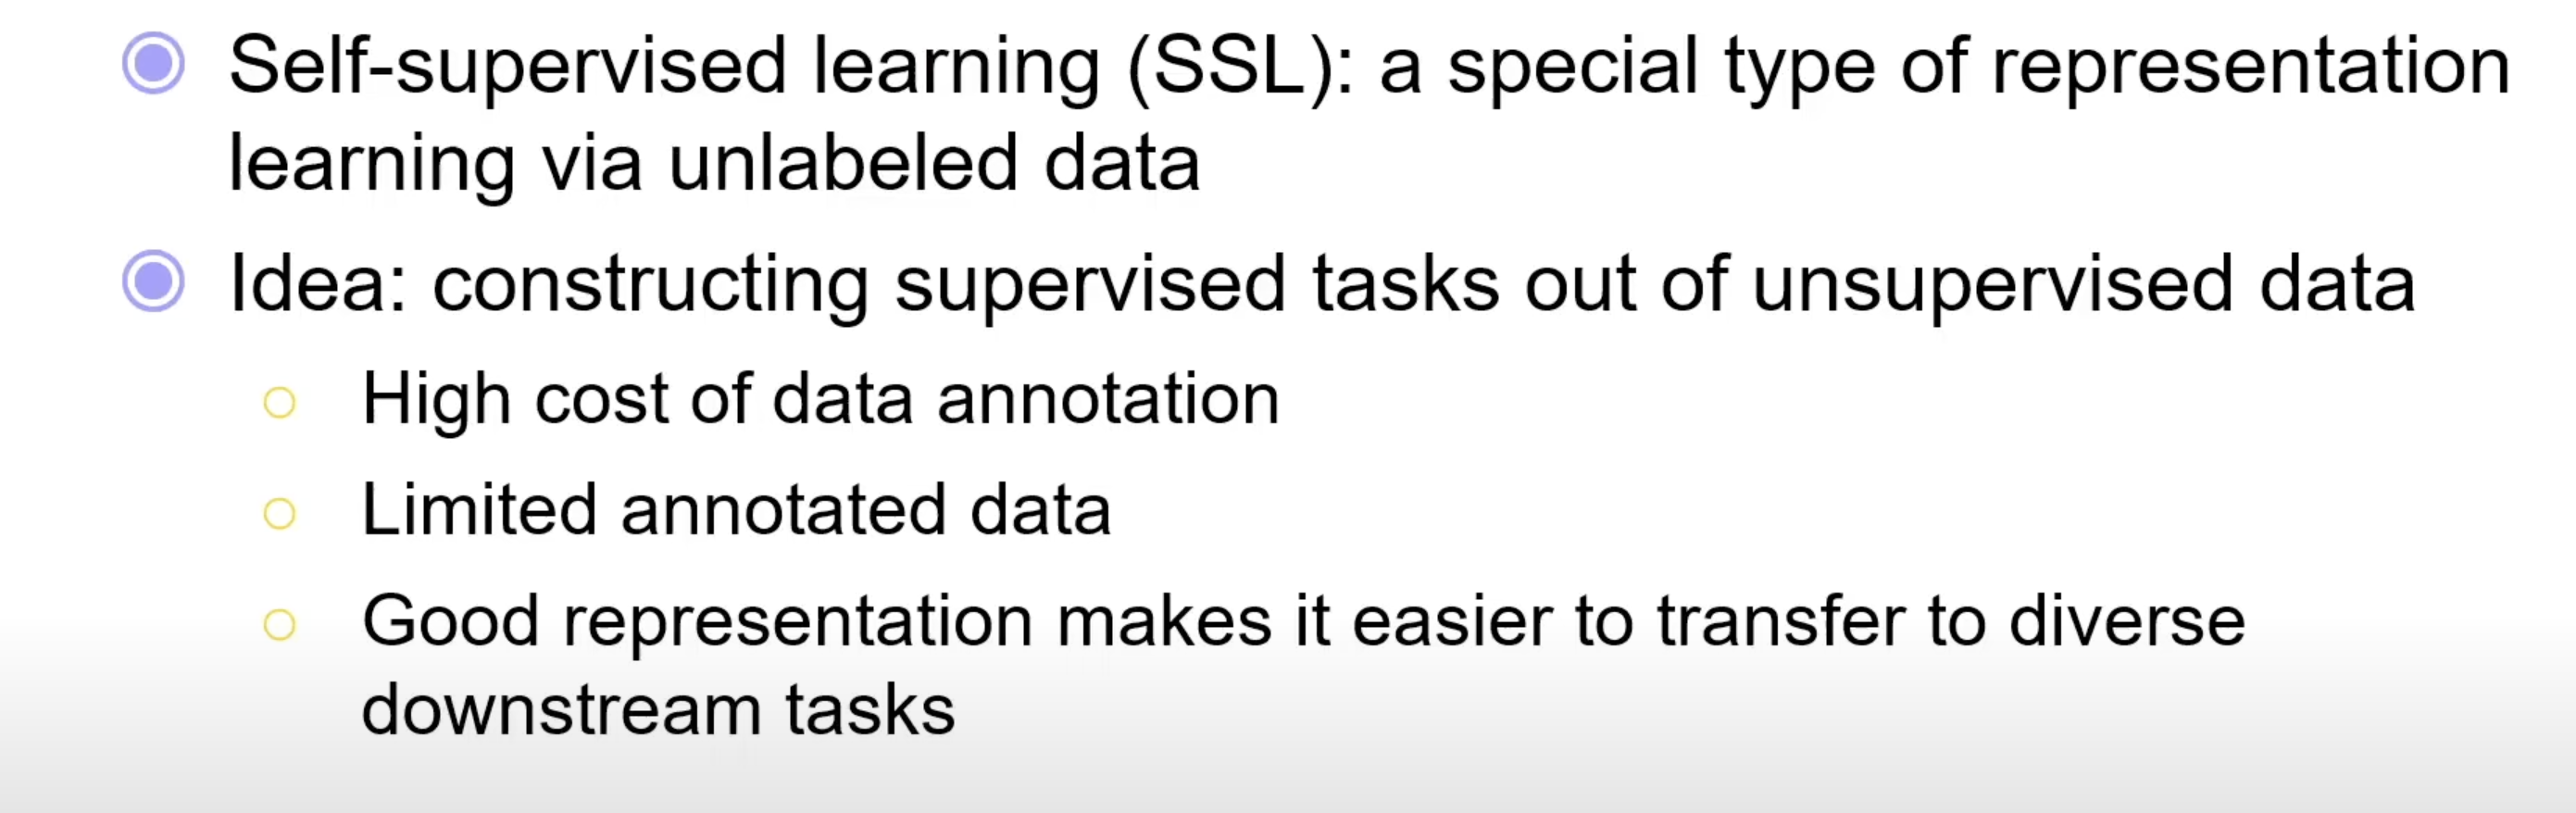 Self-supervised learning (SSL): a special type of representation
learning via unlabeled data
Idea: constructing supervised tasks out of unsupervised data
High cost of data annotation
Limited annotated data
Good representation makes it easier to transfer to diverse
downstream tasks